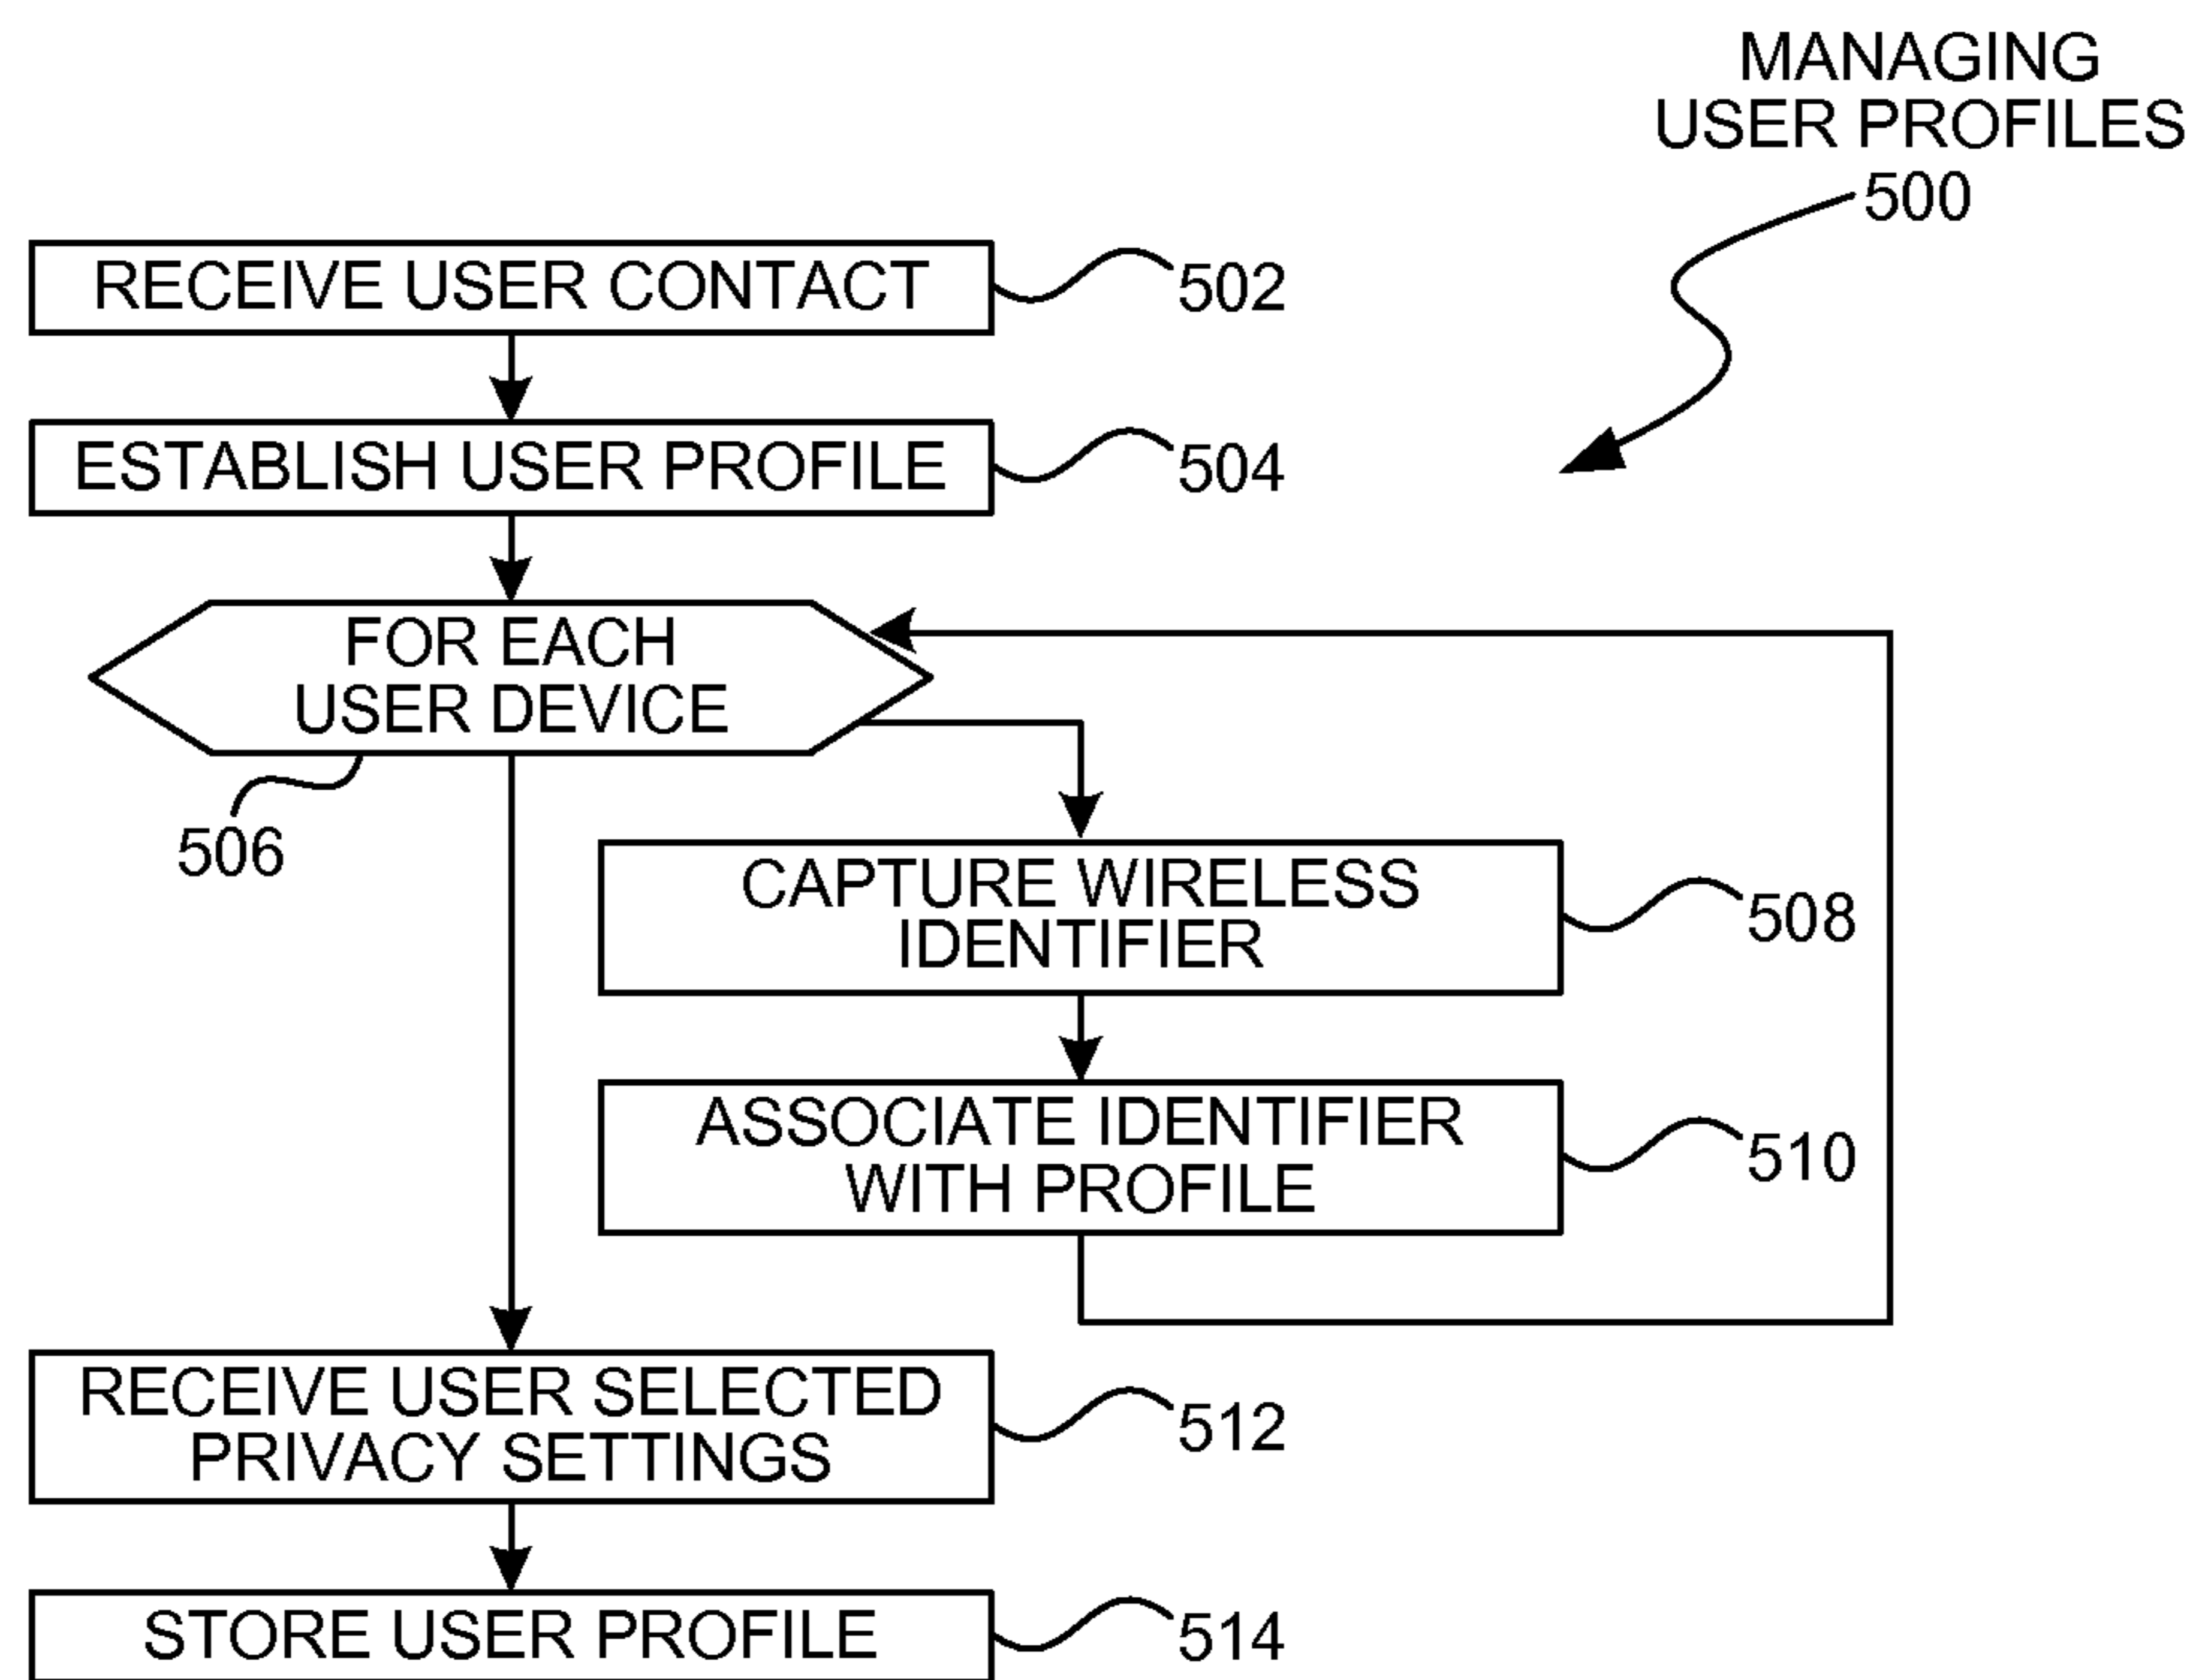 MANAGING
USER PROFILES
500
RECEIVE USER CONTACT
502
ESTABLISH USER PROFILE
504
FOR EACH
USER DEVICE
506
CAPTURE WIRELESS
IDENTIFIER
508
ASSOCIATE IDENTIFIER
WITH PROFILE
510
RECEIVE USER SELECTED
PRIVACY SETTINGS
512
STORE USER PROFILE
514